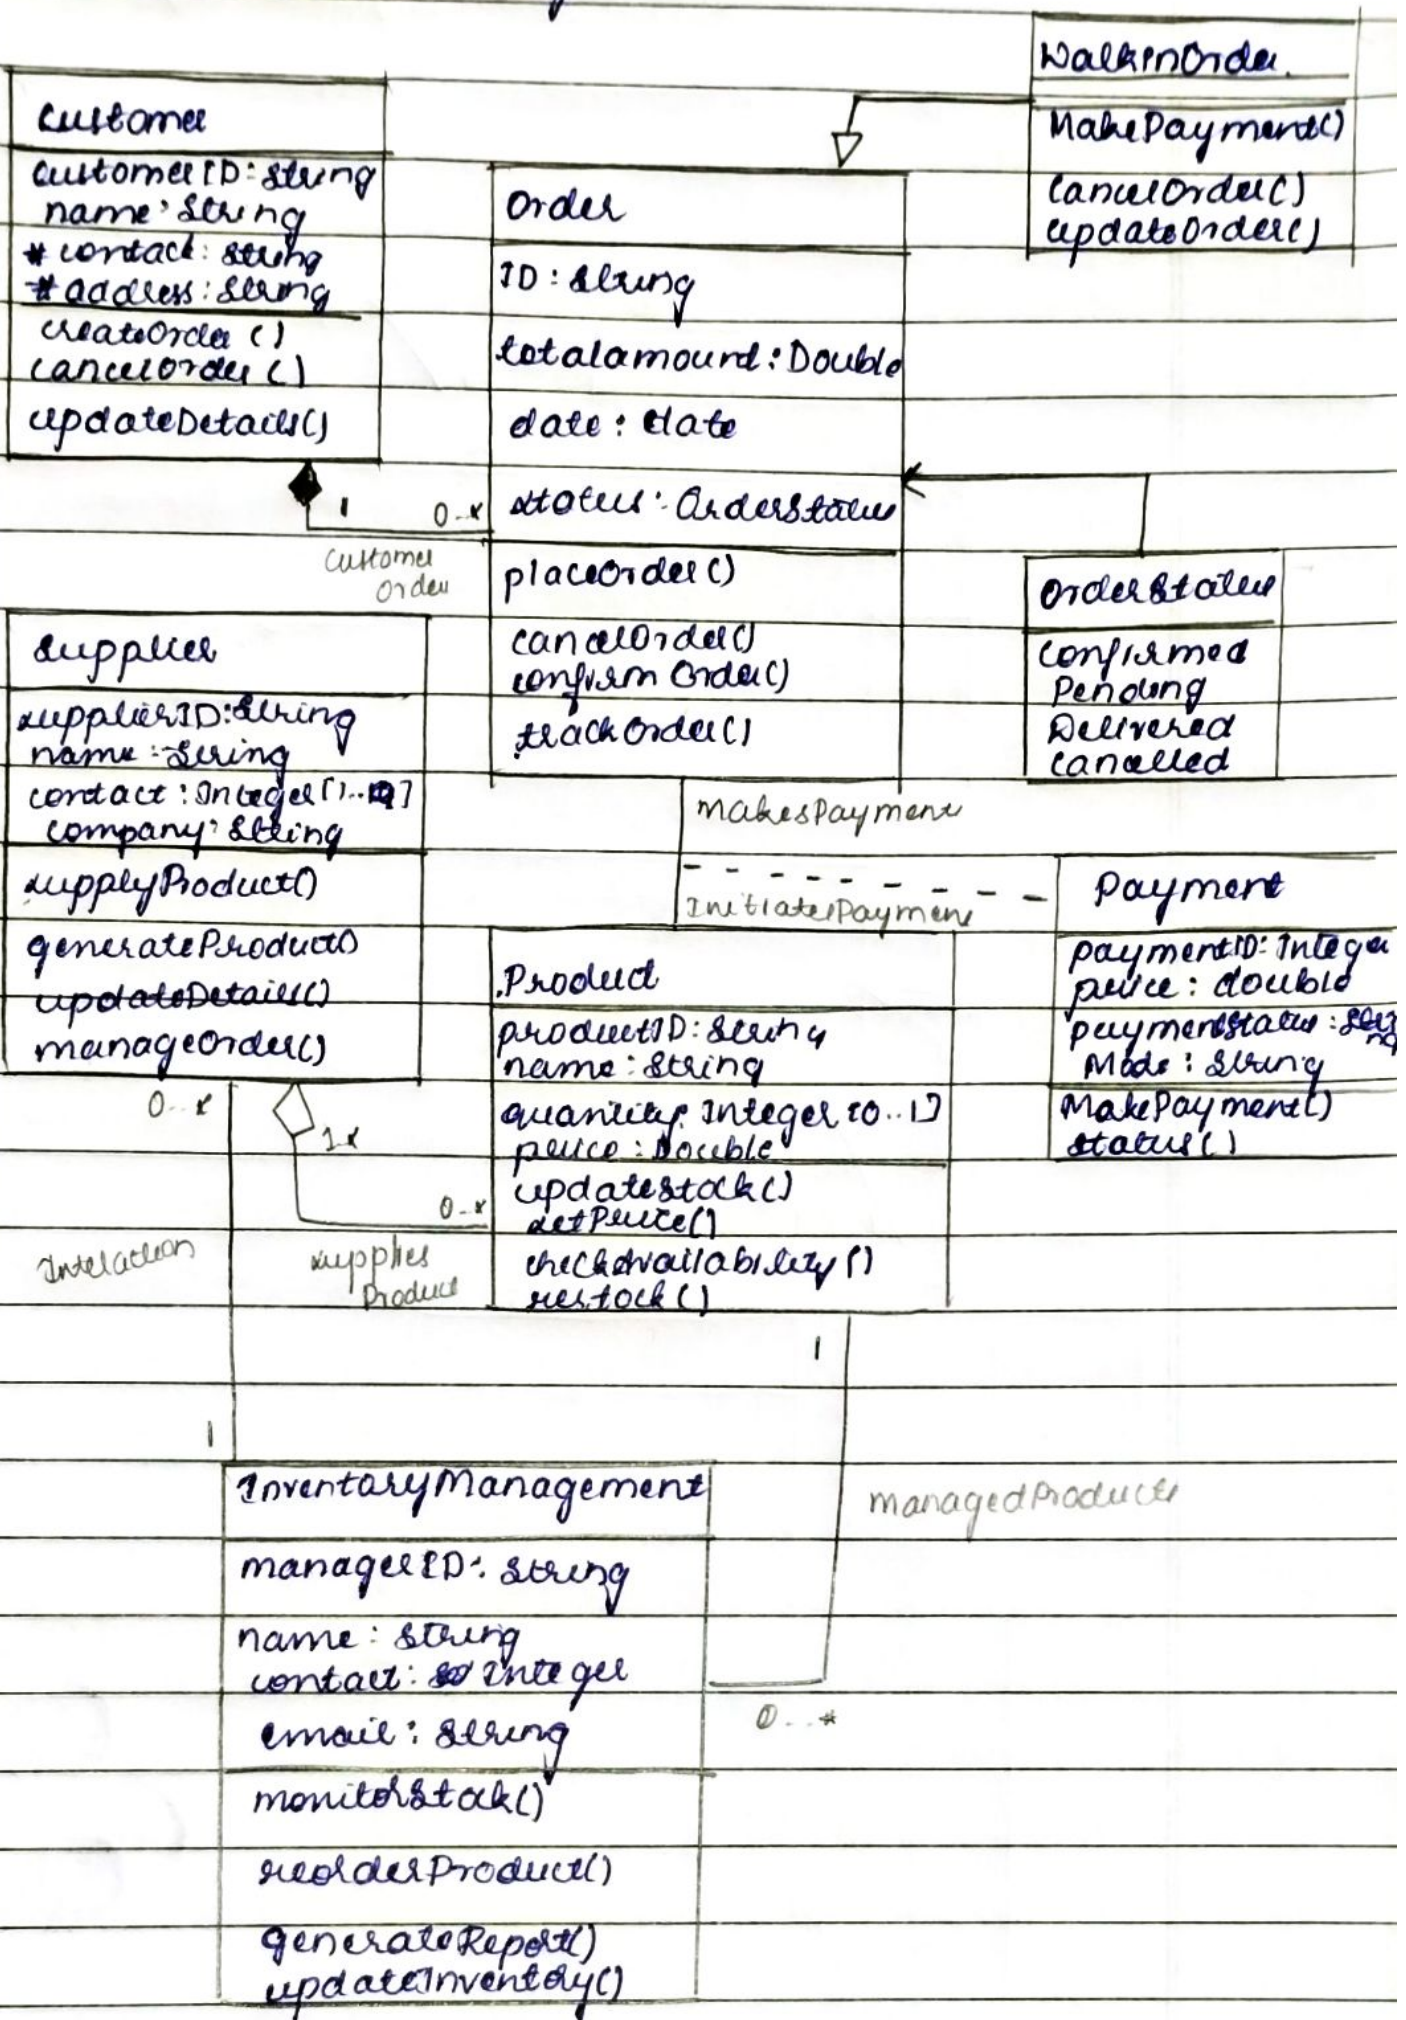 WalkinOrder.
MakePayment()
cancelOrder()
updateOrder()
Customer
customerID: String
name: String
# contact: String
# address: String
createOrder ()
cancelOrder ()
updateDetails()
Order
ID: String
totalamount: Double
date: date
status: OrderStatus
placeOrder ()
cancelOrder()
confirm Order()
trackOrder()
1
0..*
Customer
Order
OrderStatus
Confirmed
Pending
Delivered
Cancelled
Supplier
supplierID: String
name: String
contact: Integer
company: String
supplyProduct()
generateProduct()
updateDetails()
manageOrder()
MakesPayment
InitiatesPayment
Payment
paymentID: Integer
price: double
paymentstatus: String
Mode: String
MakePayment()
status()
Product
productID: String
name: String
quantity: Integer [0..1]
price: Double
updatestock()
setPrice()
checkAvailability()
restock()
0..*
1..*
0..*
Interaction
supplies
Product
1
1
InventoryManagement
managerID: String
name: String
contact: Integer
email: String
monitorStock()
reorderProduct()
generateReport()
updateInventory()
managedProducts
0...*